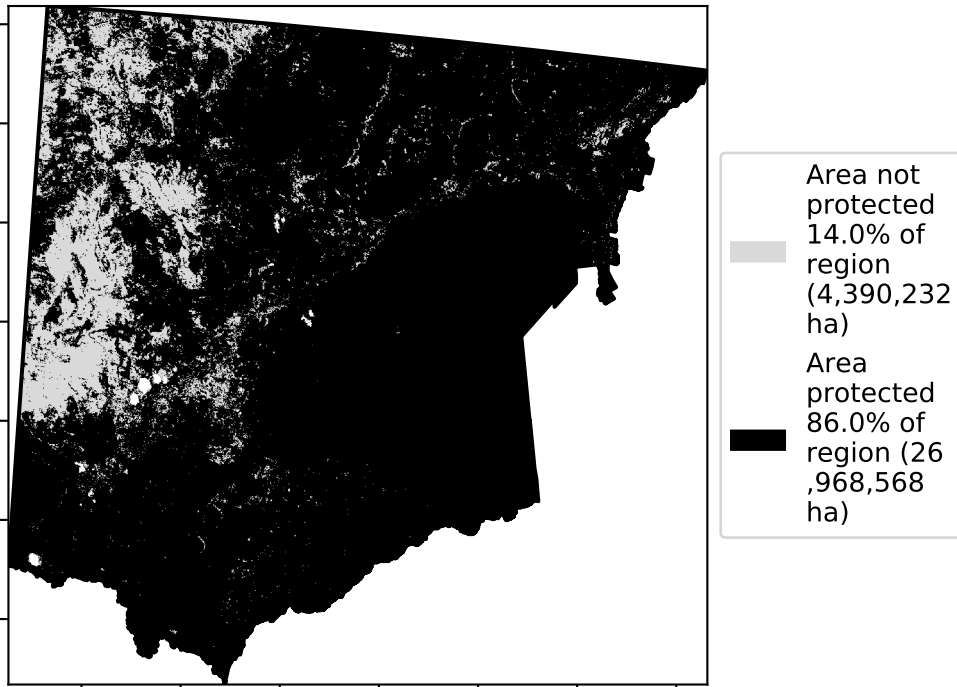 Area not
protected
14.0% of
region
(4,390,232
ha)
Area
protected
86.0% of
region (26
,968,568
ha)